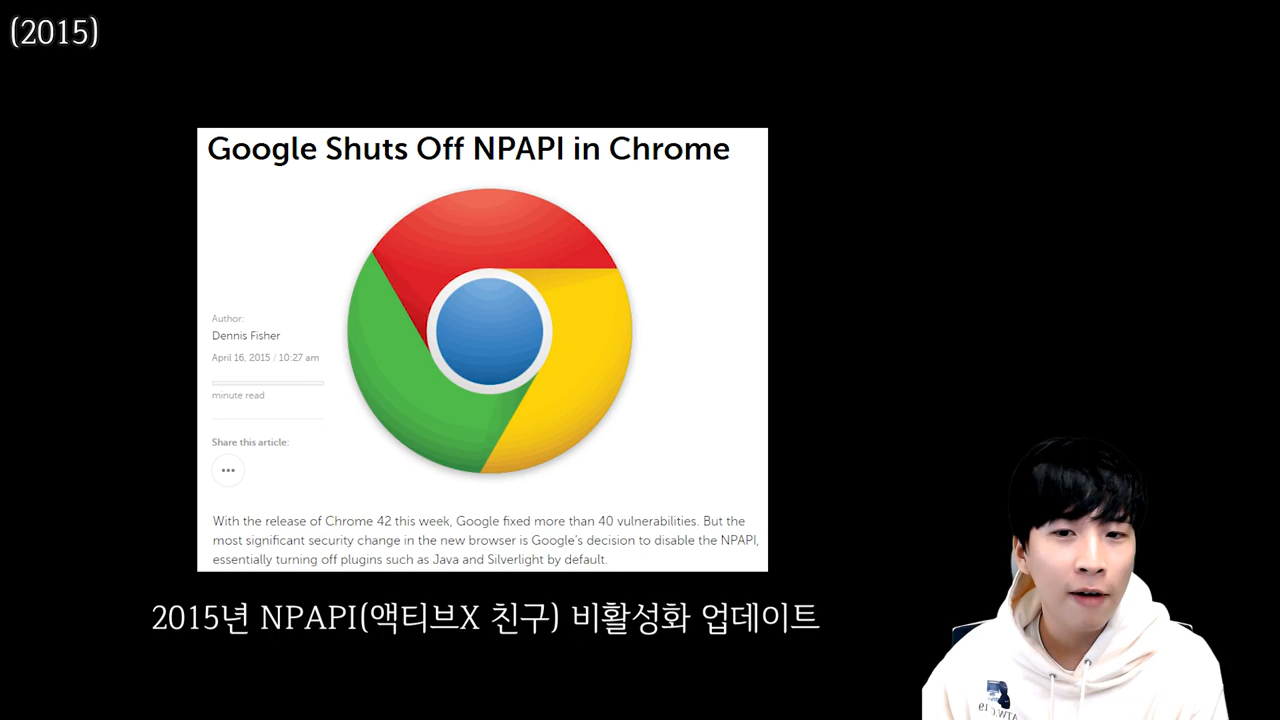 (2015)
Google Shuts Off NPAPI in Chrome
Author:
Dennis Fisher
April 16, 2015 / 10:27 am
minute read
Share this article:
With the release of Chrome 42 this week, Google fixed more than 40 vulnerabilities. But the
most significant security change in the new browser is Google's decision to disable the NPAPI,
essentially turning off plugins such as Java and Silverlight by default.
2015년 NPAPI(액티브X 친구) 비활성화 업데이트